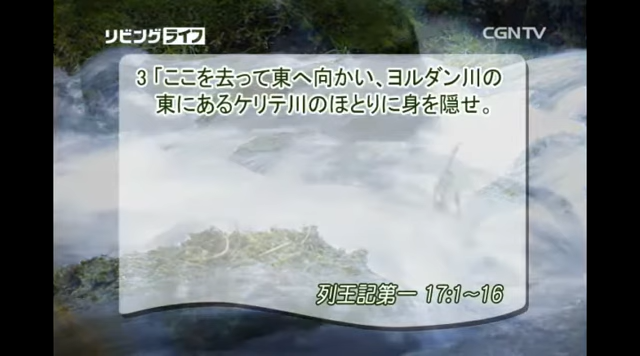 リビングライフ
CGNTV
3「ここを去って東へ向かい、ヨルダン川の
東にあるケリテ川のほとりに身を隠せ。
列王記第一 17:1～16